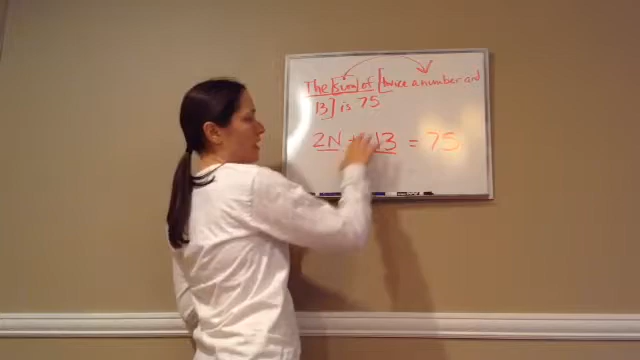 The [sum] of [twice a number and
13] is 75
2N + 13 = 75